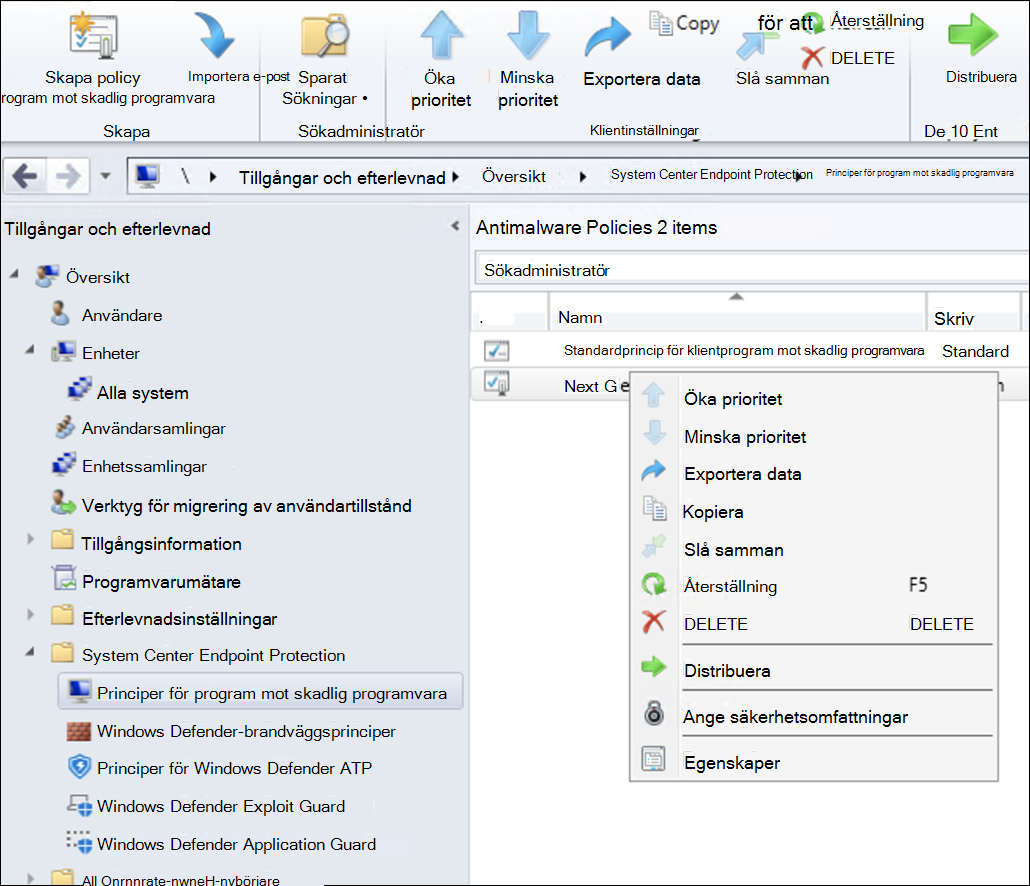 Skapa policy
rogram mot skadlig programvara
Skapa
Importera e-post
Sparat
Sökningar •
Sökadministratör
Öka
prioritet
Minska
prioritet
Exportera data
Copy
för att
Slå samman
Återställning
DELETE
Klientinställningar
Distribuera
De 10 Ent
\ Tillgångar och efterlevnad Översikt System Center Endpoint Protection Principer för program mot skadlig programvara
Tillgångar och efterlevnad
Översikt
Användare
Enheter
Alla system
Användarsamlingar
Enhetssamlingar
Verktyg för migrering av användartillstånd
Tillgångsinformation
Programvarumätare
Efterlevnadsinställningar
System Center Endpoint Protection
Principer för program mot skadlig programvara
Windows Defender-brandväggsprinciper
Principer för Windows Defender ATP
Windows Defender Exploit Guard
Windows Defender Application Guard
All
Antimalware Policies 2 items
Sökadministratör
. Namn Skriv
Standardprincip för klientprogram mot skadlig programvara Standard
Next Ge
Öka prioritet
Minska prioritet
Exportera data
Kopiera
Slå samman
Återställning F5
DELETE DELETE
Distribuera
Ange säkerhetsomfattningar
Egenskaper